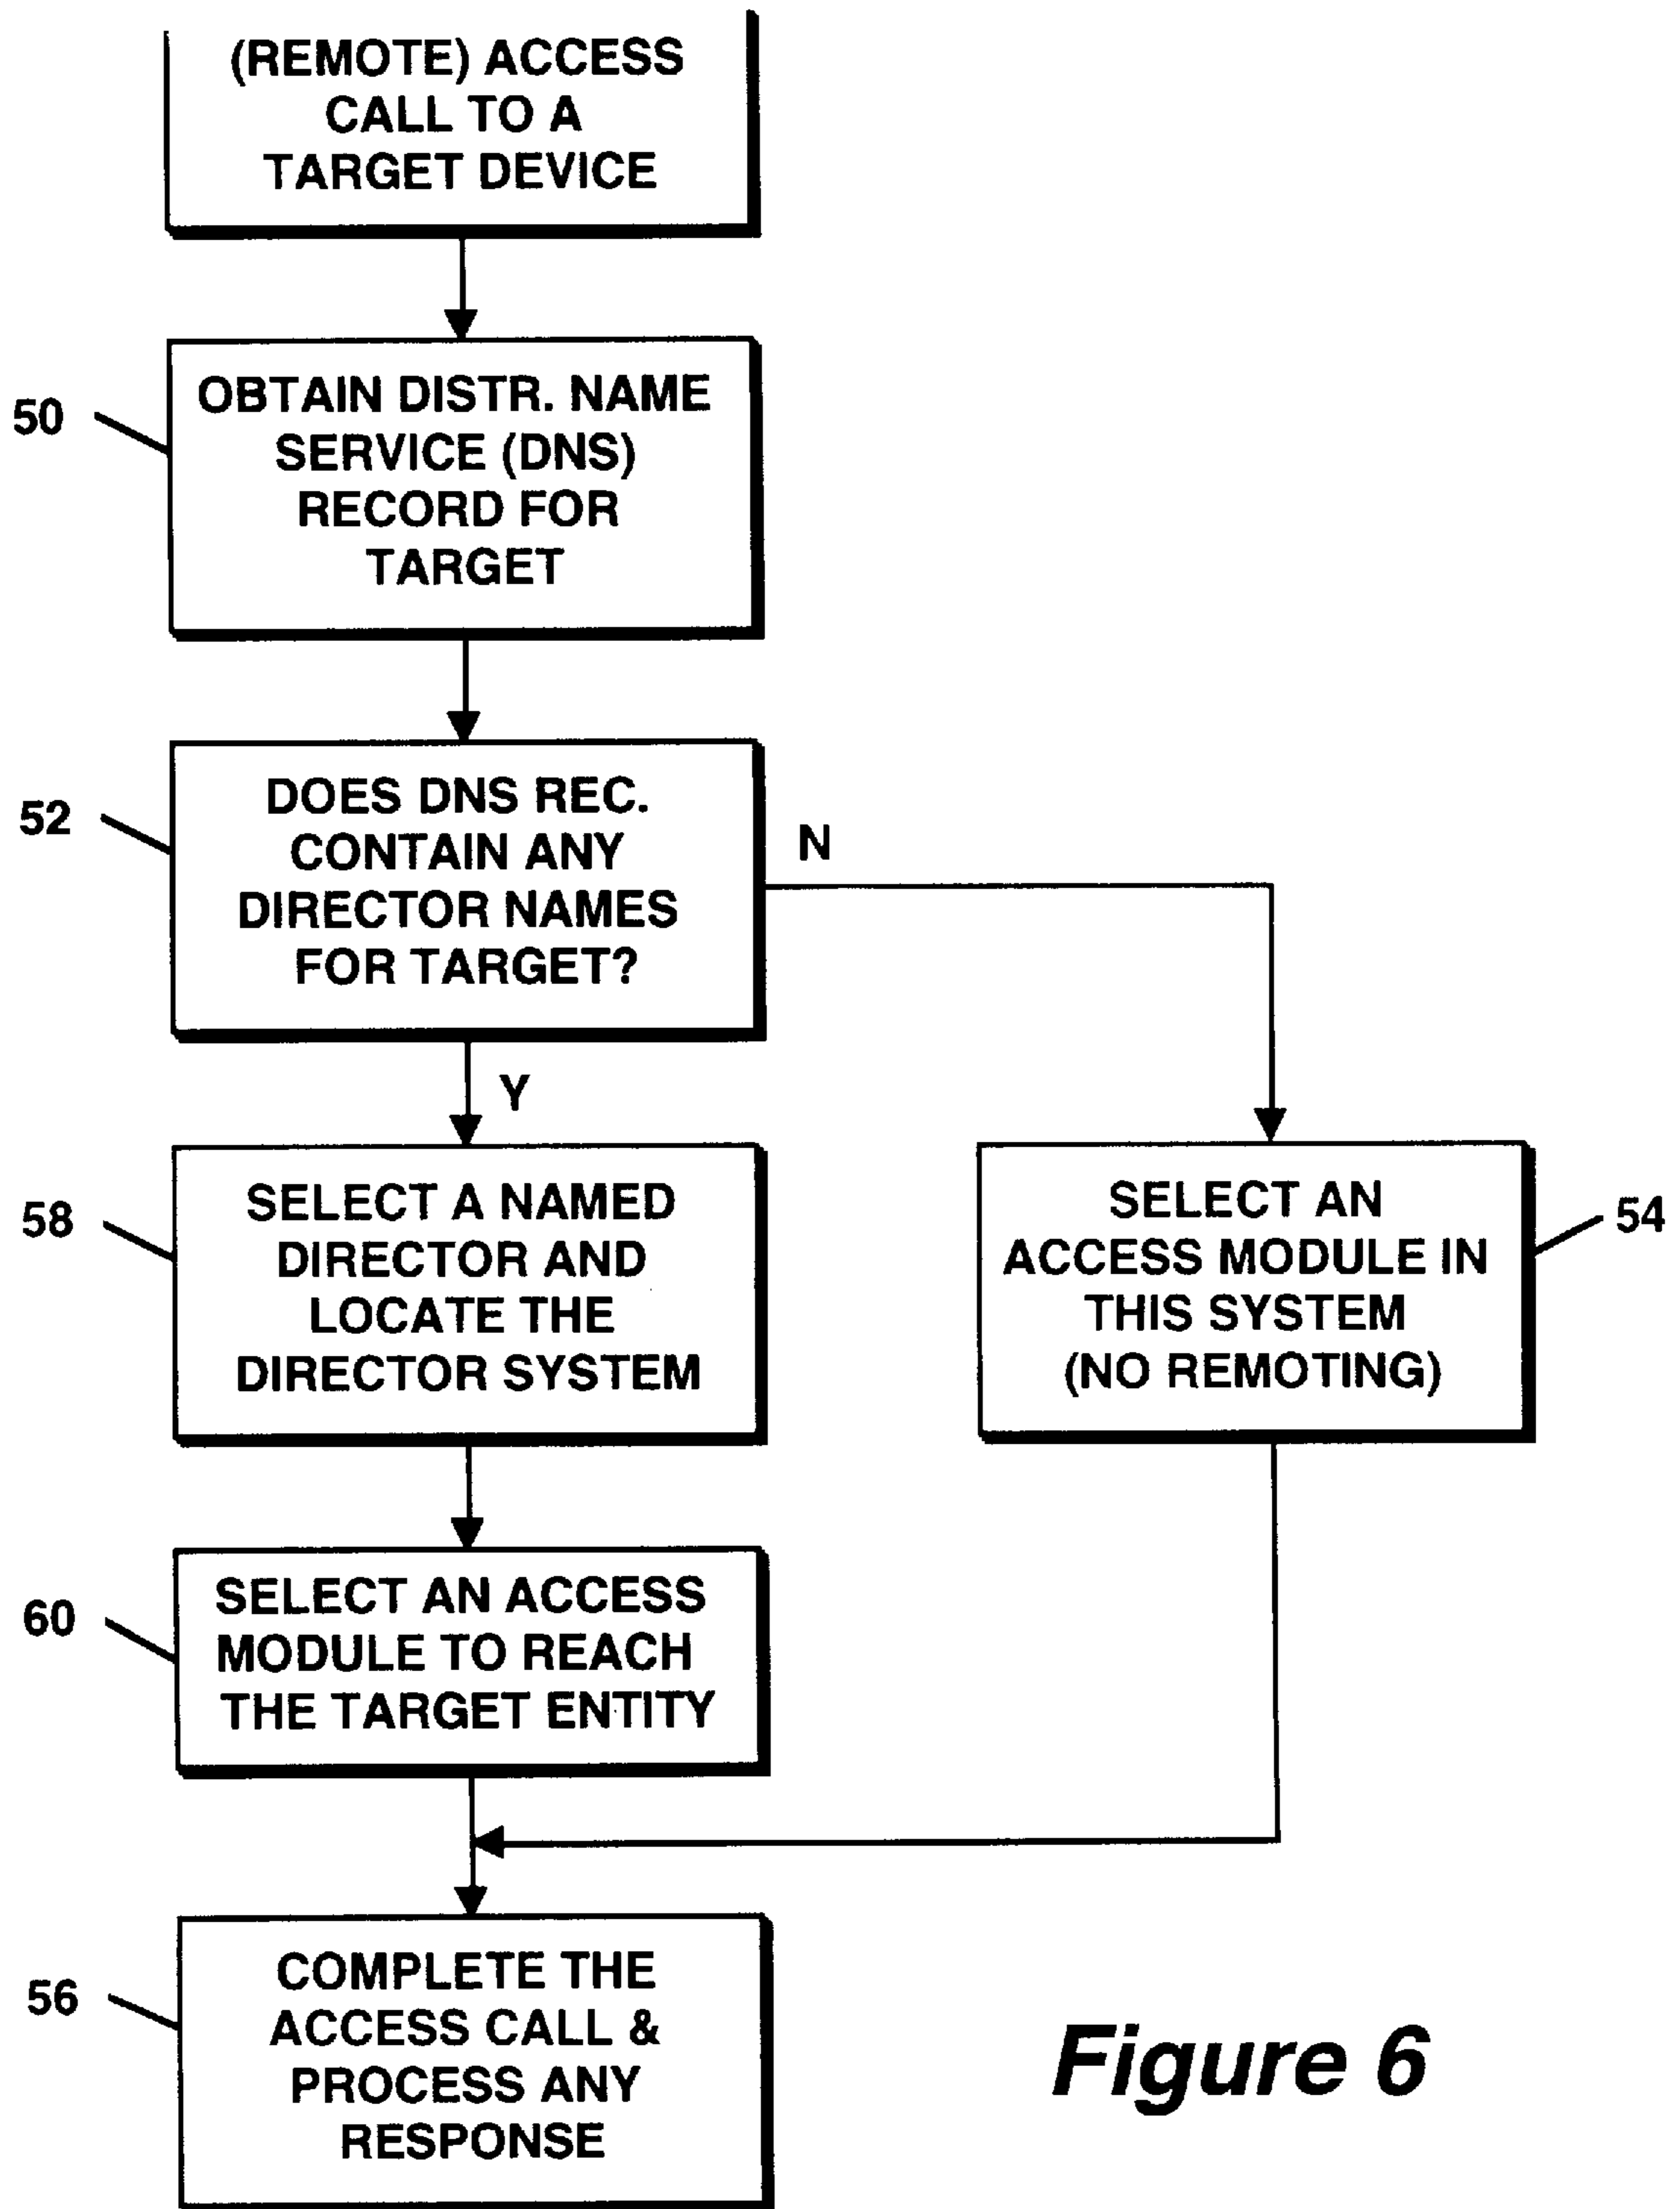 (REMOTE) ACCESS
CALL TO A
TARGET DEVICE
50
OBTAIN DISTR. NAME
SERVICE (DNS)
RECORD FOR
TARGET
52
DOES DNS REC.
CONTAIN ANY
DIRECTOR NAMES
FOR TARGET?
N
Y
58
SELECT A NAMED
DIRECTOR AND
LOCATE THE
DIRECTOR SYSTEM
SELECT AN
ACCESS MODULE IN
THIS SYSTEM
(NO REMOTING)
54
60
SELECT AN ACCESS
MODULE TO REACH
THE TARGET ENTITY
56
COMPLETE THE
ACCESS CALL &
PROCESS ANY
RESPONSE
Figure 6